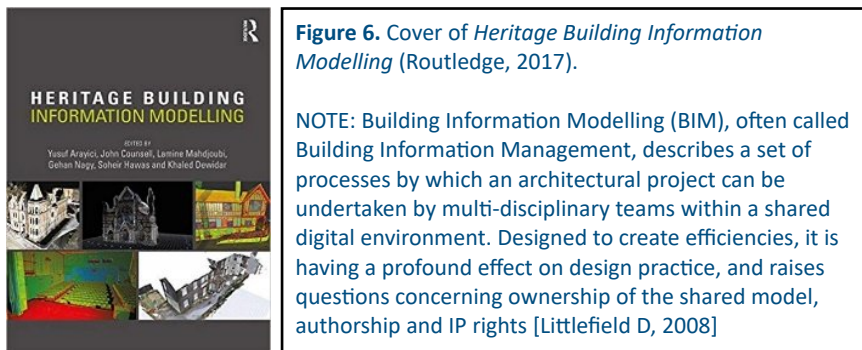 HERITAGE BUILDING
INFORMATION MODELLING
EDITED BY
Yusuf Arayici, John Counsell, Lamine Mahdjoubi,
Gehan Nagy, Soheir Hawas and Khaled Dewidar
Figure 6. Cover of Heritage Building Information
Modelling (Routledge, 2017).
NOTE: Building Information Modelling (BIM), often called
Building Information Management, describes a set of
processes by which an architectural project can be
undertaken by multi-disciplinary teams within a shared
digital environment. Designed to create efficiencies, it is
having a profound effect on design practice, and raises
questions concerning ownership of the shared model,
authorship and IP rights [Littlefield D, 2008]